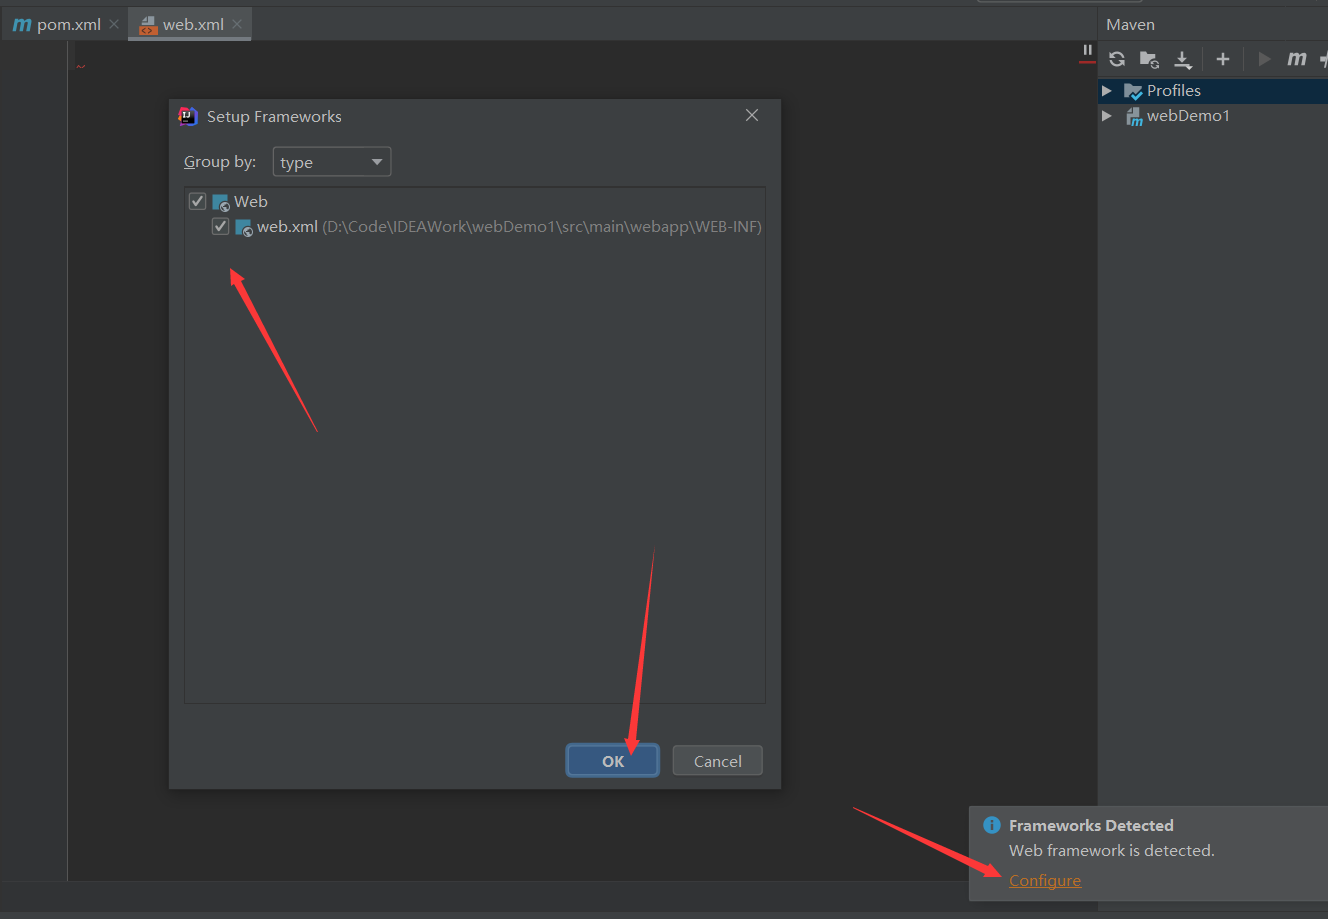 pom.xml
web.xml
Maven
Profiles
webDemo1
Setup Frameworks
Group by:
type
Web
web.xml (D:\Code\IDEAWork\webDemo1\src\main\webapp\WEB-INF)
OK
Cancel
Frameworks Detected
Web framework is detected.
Configure